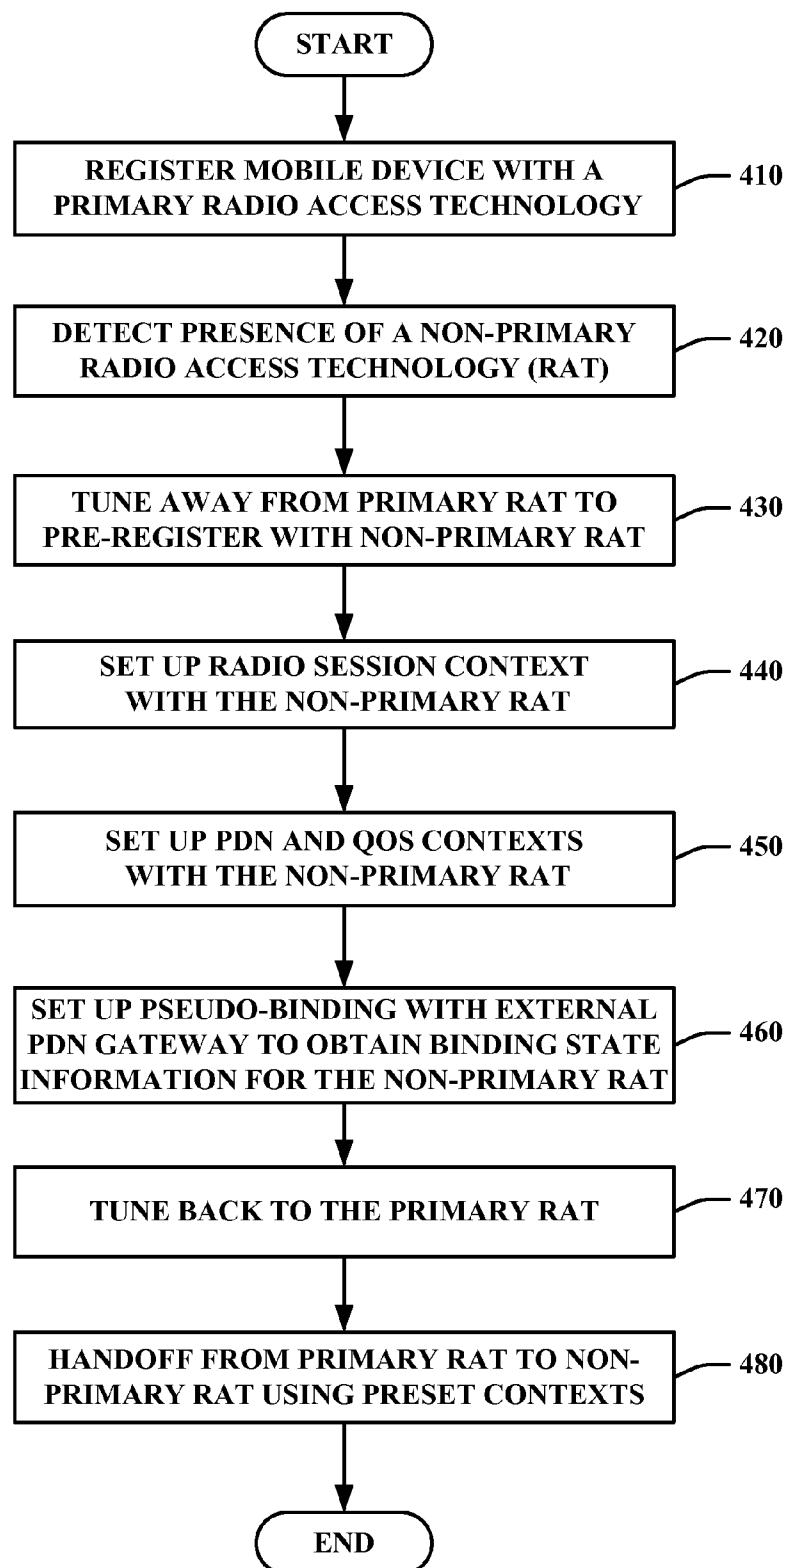 START
REGISTER MOBILE DEVICE WITH A
PRIMARY RADIO ACCESS TECHNOLOGY
410
DETECT PRESENCE OF A NON-PRIMARY
RADIO ACCESS TECHNOLOGY (RAT)
420
TUNE AWAY FROM PRIMARY RAT TO
PRE-REGISTER WITH NON-PRIMARY RAT
430
SET UP RADIO SESSION CONTEXT
WITH THE NON-PRIMARY RAT
440
SET UP PDN AND QOS CONTEXTS
WITH THE NON-PRIMARY RAT
450
SET UP PSEUDO-BINDING WITH EXTERNAL
PDN GATEWAY TO OBTAIN BINDING STATE
INFORMATION FOR THE NON-PRIMARY RAT
460
TUNE BACK TO THE PRIMARY RAT
470
HANDOFF FROM PRIMARY RAT TO NON-
PRIMARY RAT USING PRESET CONTEXTS
480
END